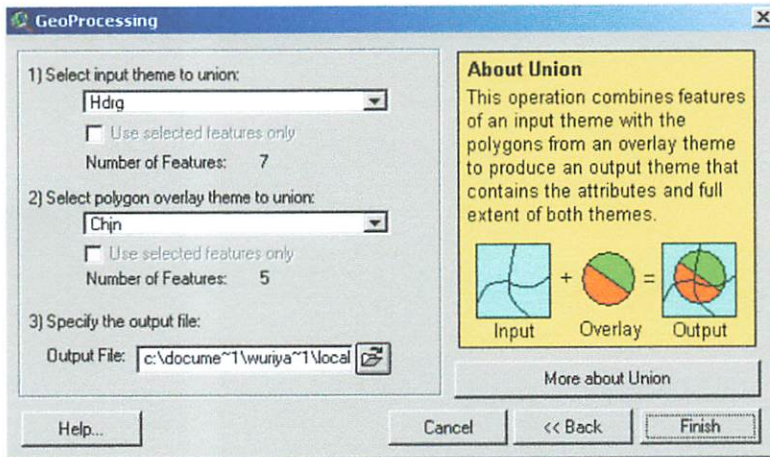 GeoProcessing
1) Select input theme to union:
Hdrg
Use selected features only
Number of Features: 7
2) Select polygon overlay theme to union:
Chjn
Use selected features only
Number of Features: 5
3) Specify the output file:
Output File: c:\docume~1\wuriya~1\local
About Union
This operation combines features
of an input theme with the
polygons from an overlay theme
to produce an output theme that
contains the attributes and full
extent of both themes.
+ =
Input Overlay Output
More about Union
Help... Cancel << Back Finish